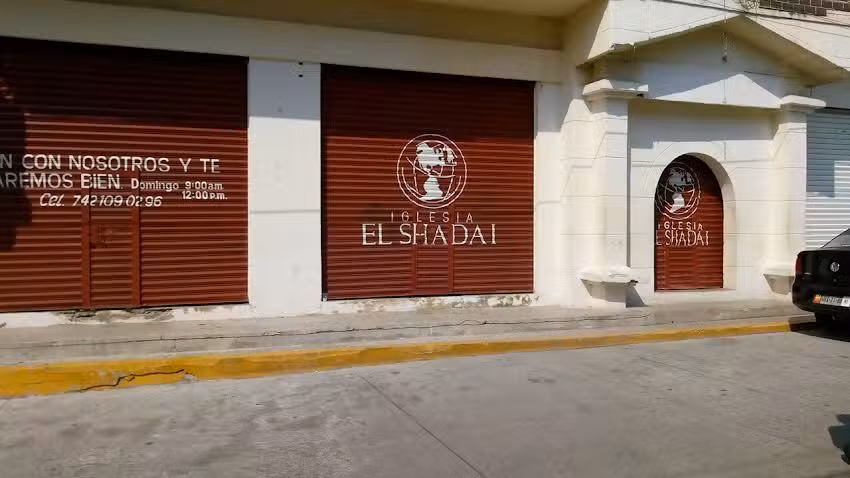 CON NOSOTROS Y TE
AREMOS BIEN. Domingo 9:00am.
12:00 p.m.
Cel. 742 109 02 96
IGLESIA
EL SHADAI
IGLESIA
EL SHADAI